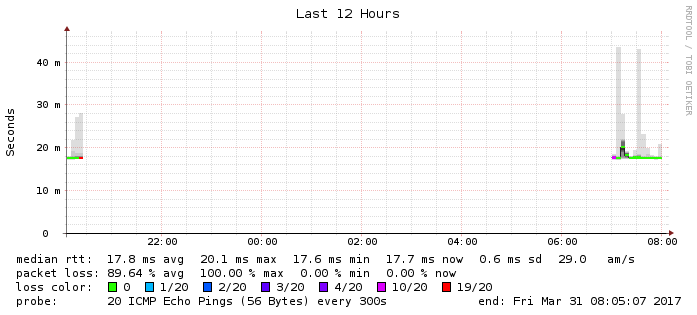 Last 12 Hours
RRDTOOL / TOBI OETIKER
Seconds
40 m
30 m
20 m
10 m
0
22:00 00:00 02:00 04:00 06:00 08:00
median rtt: 17.8 ms avg 20.1 ms max 17.6 ms min 17.7 ms now 0.6 ms sd 29.0 am/s
packet loss: 89.64 % avg 100.00 % max 0.00 % min 0.00 % now
loss color: 0 1/20 2/20 3/20 4/20 10/20 19/20
probe: 20 ICMP Echo Pings (56 Bytes) every 300s end: Fri Mar 31 08:05:07 2017